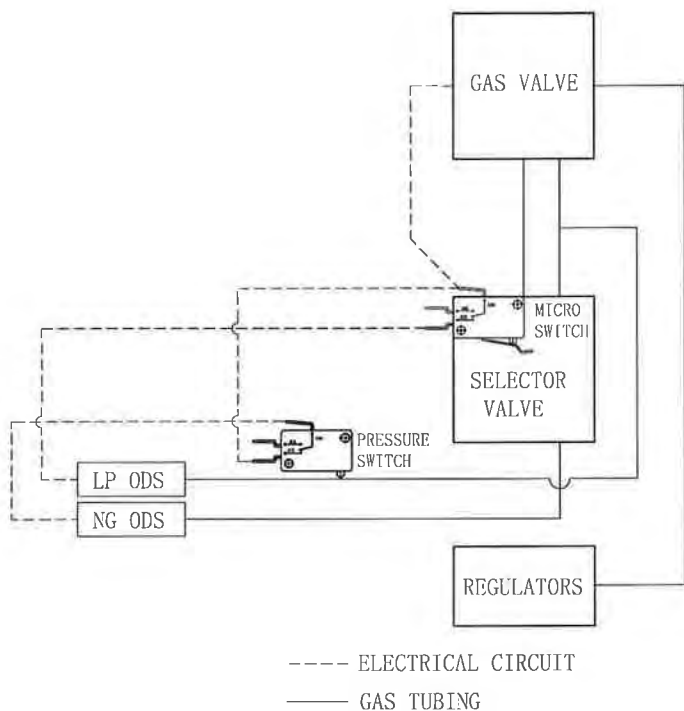 GAS VALVE
MICRO
SWITCH
SELECTOR
VALVE
PRESSURE
SWITCH
LP ODS
NG ODS
REGULATORS
ELECTRICAL CIRCUIT
GAS TUBING